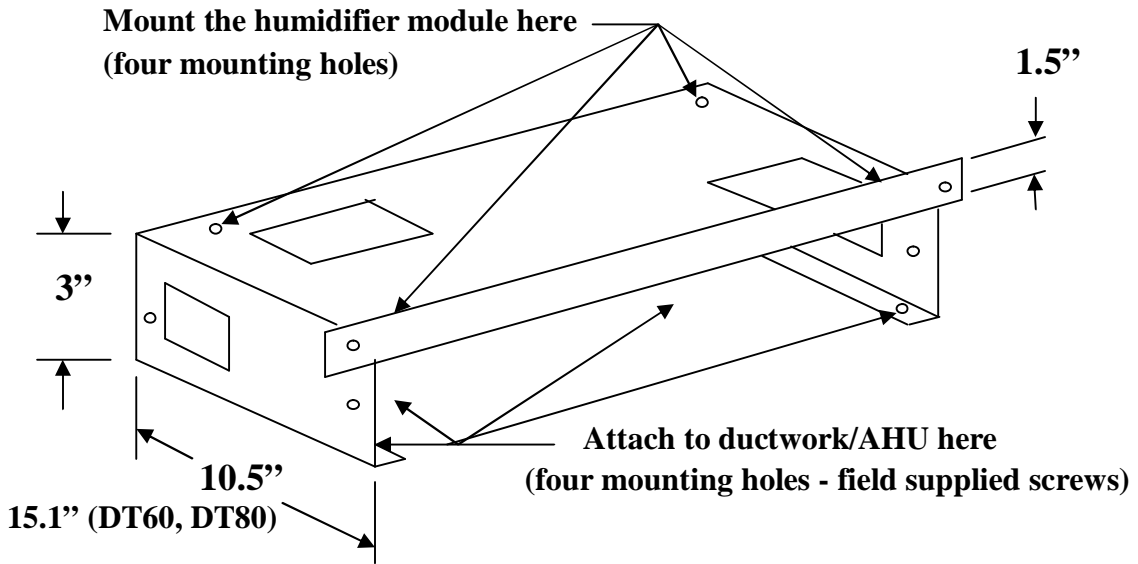 Mount the humidifier module here
(four mounting holes)
1.5”
3”
Attach to ductwork/AHU here
(four mounting holes - field supplied screws)
10.5”
15.1” (DT60, DT80)